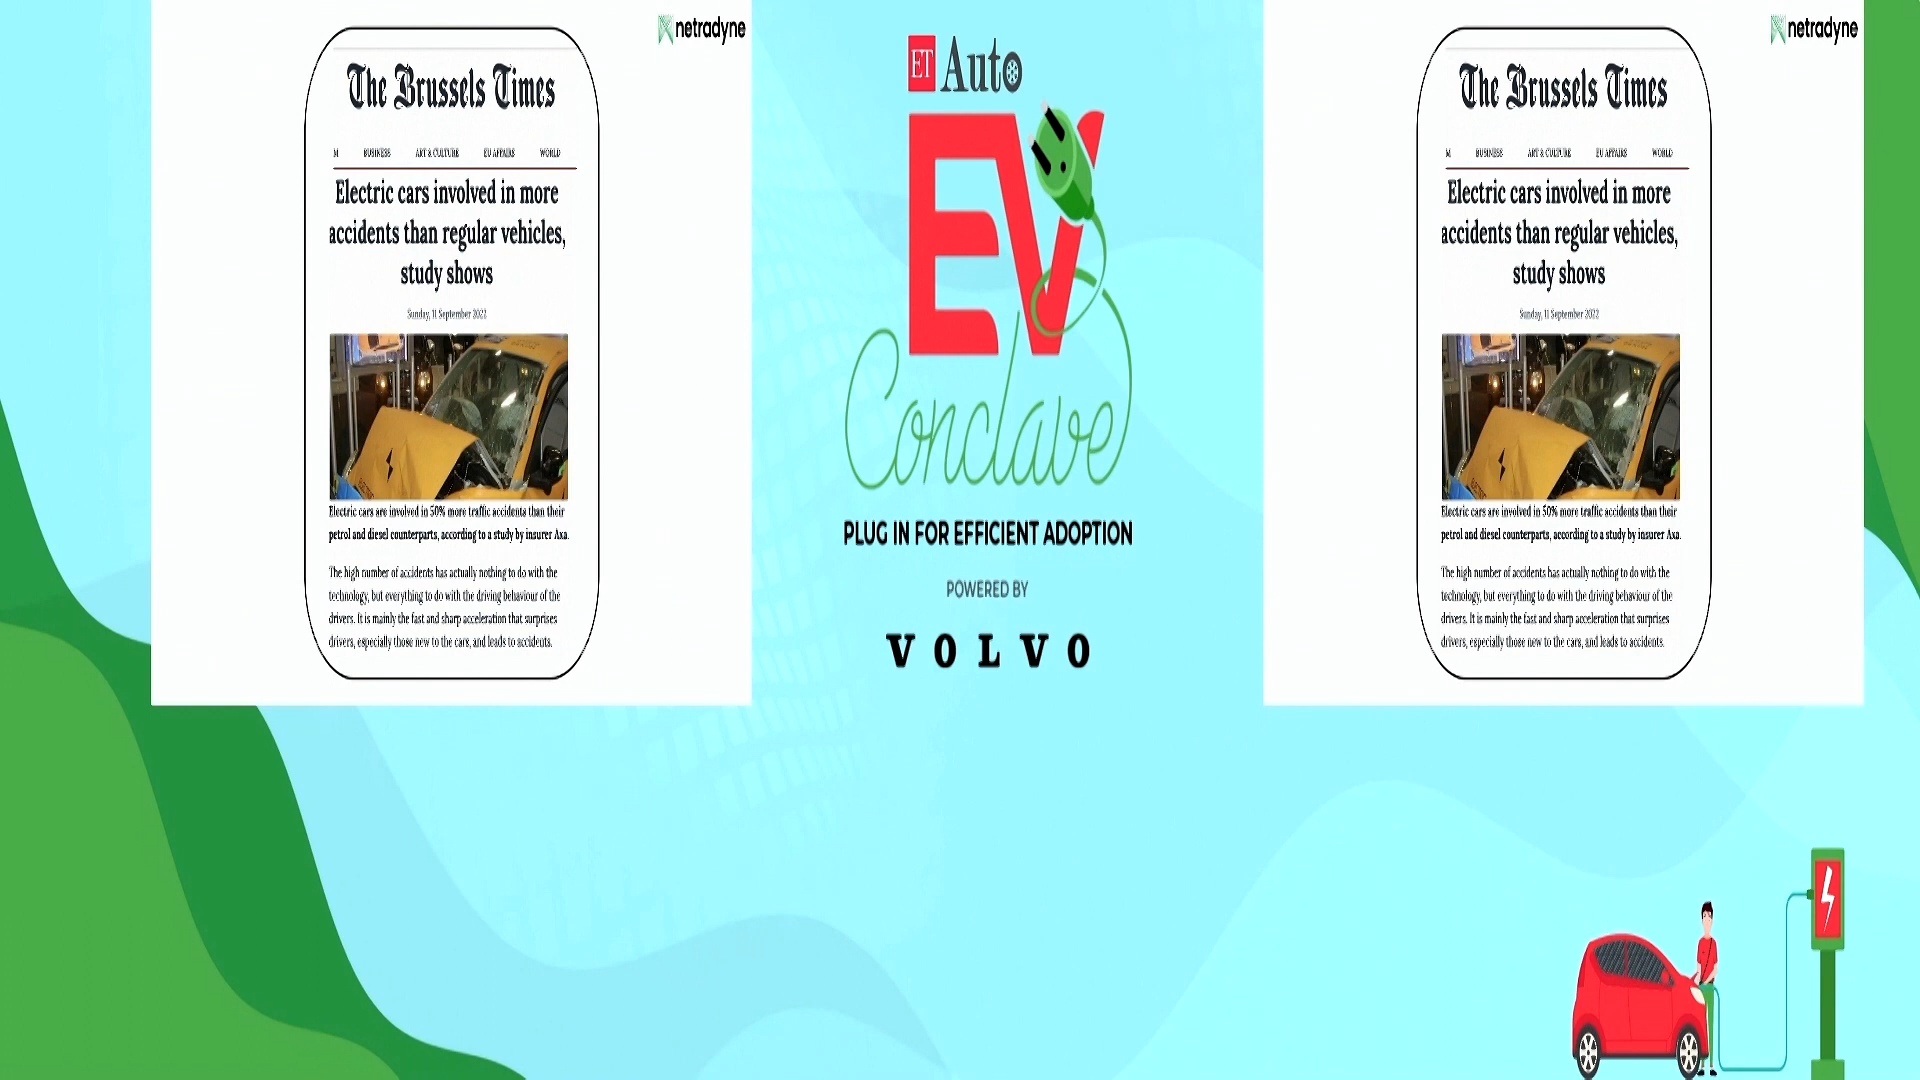 netradyne
The Brussels Times
M BUSINESS ART & CULTURE EU AFFAIRS WORLD
Electric cars involved in more
accidents than regular vehicles,
study shows
Sunday, 11 September 2022
Electric cars are involved in 50% more traffic accidents than their
petrol and diesel counterparts, according to a study by insurer Axa.
The high number of accidents has actually nothing to do with the
technology, but everything to do with the driving behaviour of the
drivers. It is mainly the fast and sharp acceleration that surprises
drivers, especially those new to the cars, and leads to accidents.
ET Auto
EV
Conclave
PLUG IN FOR EFFICIENT ADOPTION
POWERED BY
VOLVO
netradyne
The Brussels Times
M BUSINESS ART & CULTURE EU AFFAIRS WORLD
Electric cars involved in more
accidents than regular vehicles,
study shows
Sunday, 11 September 2022
Electric cars are involved in 50% more traffic accidents than their
petrol and diesel counterparts, according to a study by insurer Axa.
The high number of accidents has actually nothing to do with the
technology, but everything to do with the driving behaviour of the
drivers. It is mainly the fast and sharp acceleration that surprises
drivers, especially those new to the cars, and leads to accidents.